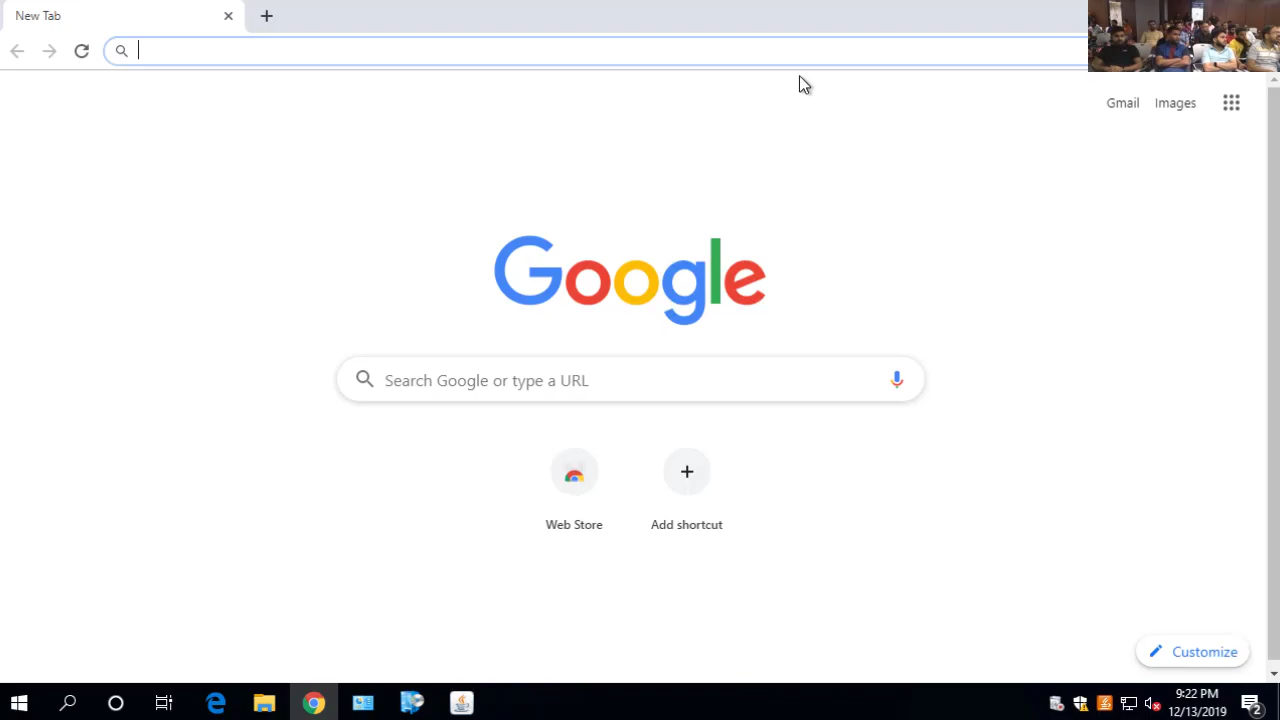 New Tab
Gmail Images
Google
Search Google or type a URL
Web Store Add shortcut
Customize
9:22 PM
12/13/2019
2